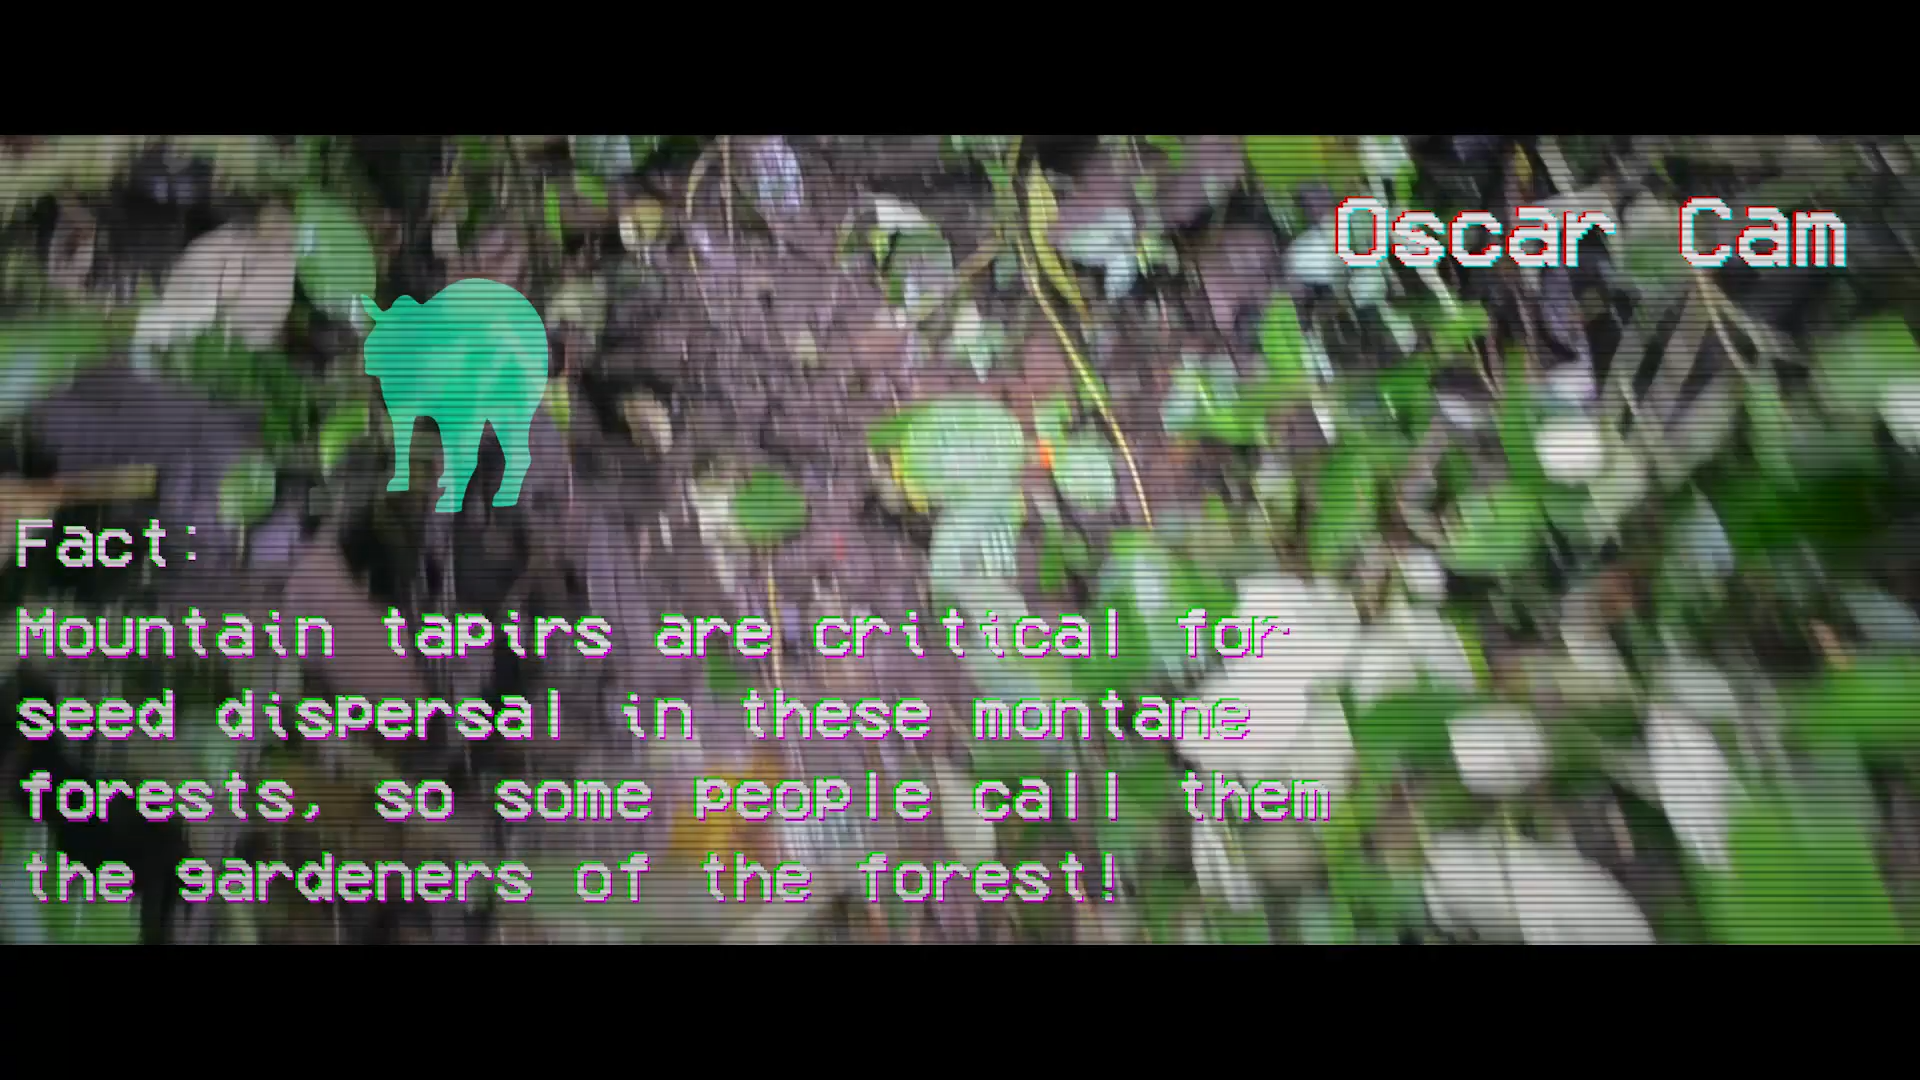 Oscar Cam
Fact:
Mountain tapirs are critical for
seed dispersal in these montane
forests, so some people call them
the gardeners of the forest!